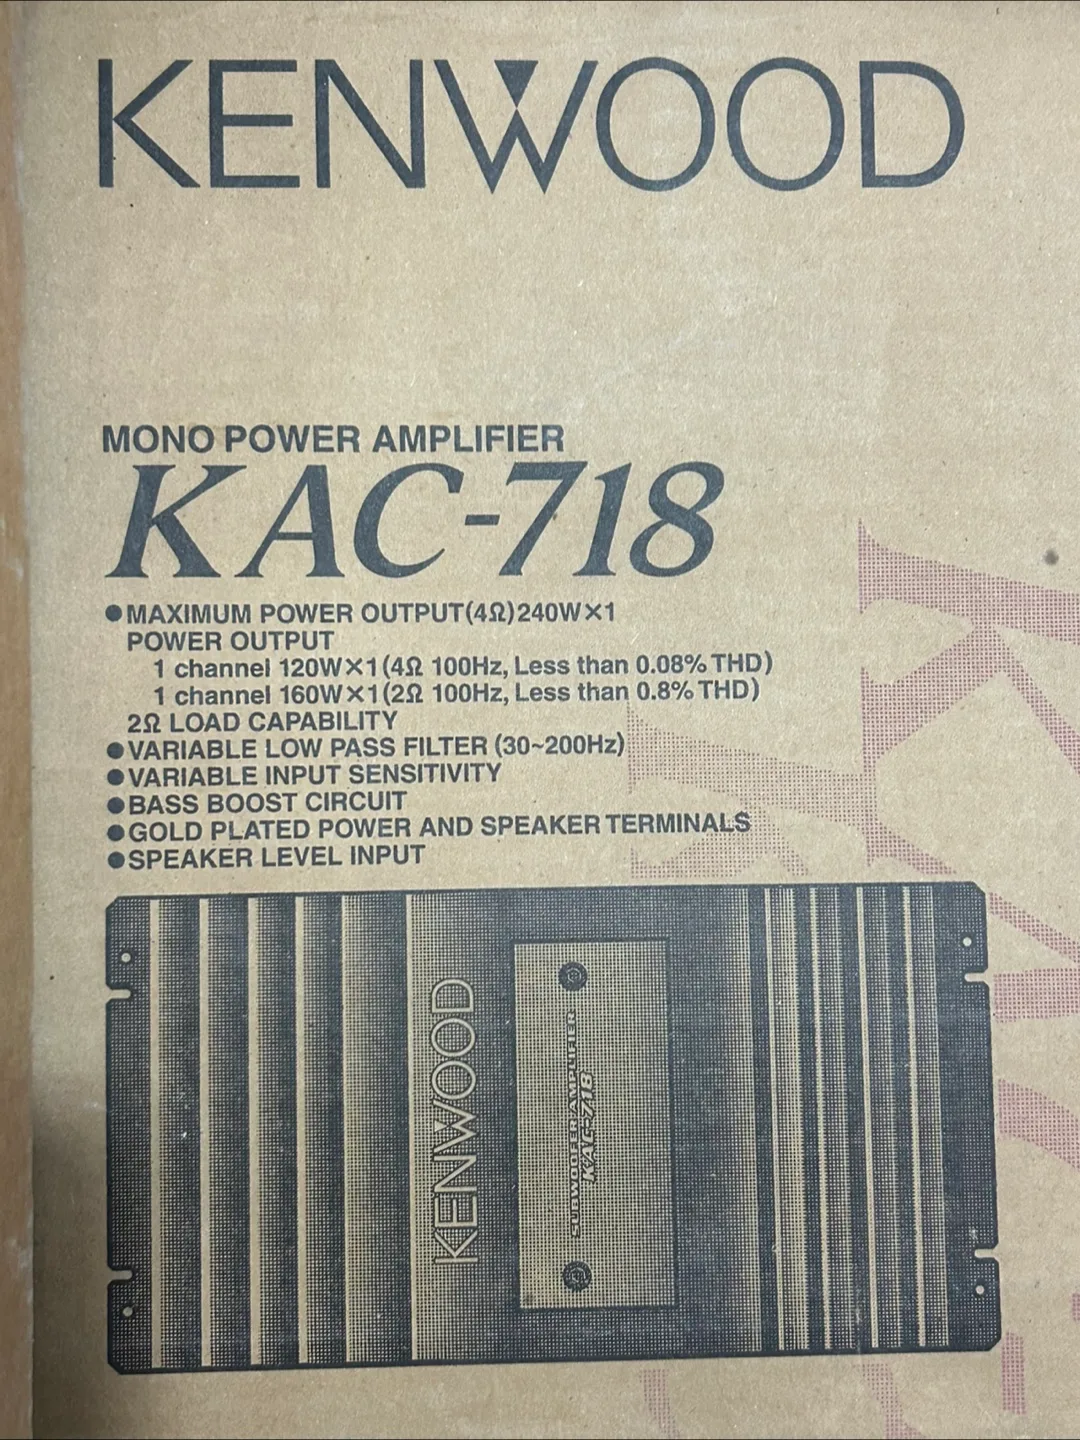 KENWOOD
MONO POWER AMPLIFIER
KAC-718
●MAXIMUM POWER OUTPUT(4Ω)240W×1
POWER OUTPUT
1 channel 120W×1(4Ω 100Hz, Less than 0.08% THD)
1 channel 160W×1(2Ω 100Hz, Less than 0.8% THD)
2Ω LOAD CAPABILITY
●VARIABLE LOW PASS FILTER (30~200Hz)
●VARIABLE INPUT SENSITIVITY
●BASS BOOST CIRCUIT
●GOLD PLATED POWER AND SPEAKER TERMINALS
●SPEAKER LEVEL INPUT
KENWOOD
SUBWOOFER AMPLIFIER
KAC-718